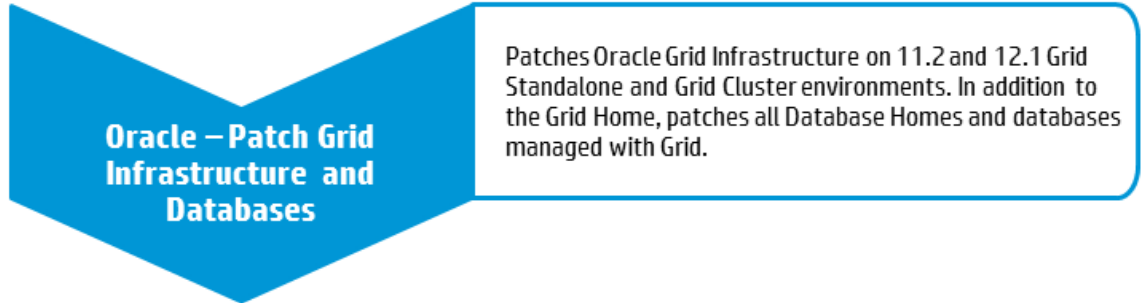 Oracle – Patch Grid
Infrastructure and
Databases
Patches Oracle Grid Infrastructure on 11.2 and 12.1 Grid
Standalone and Grid Cluster environments. In addition to
the Grid Home, patches all Database Homes and databases
managed with Grid.